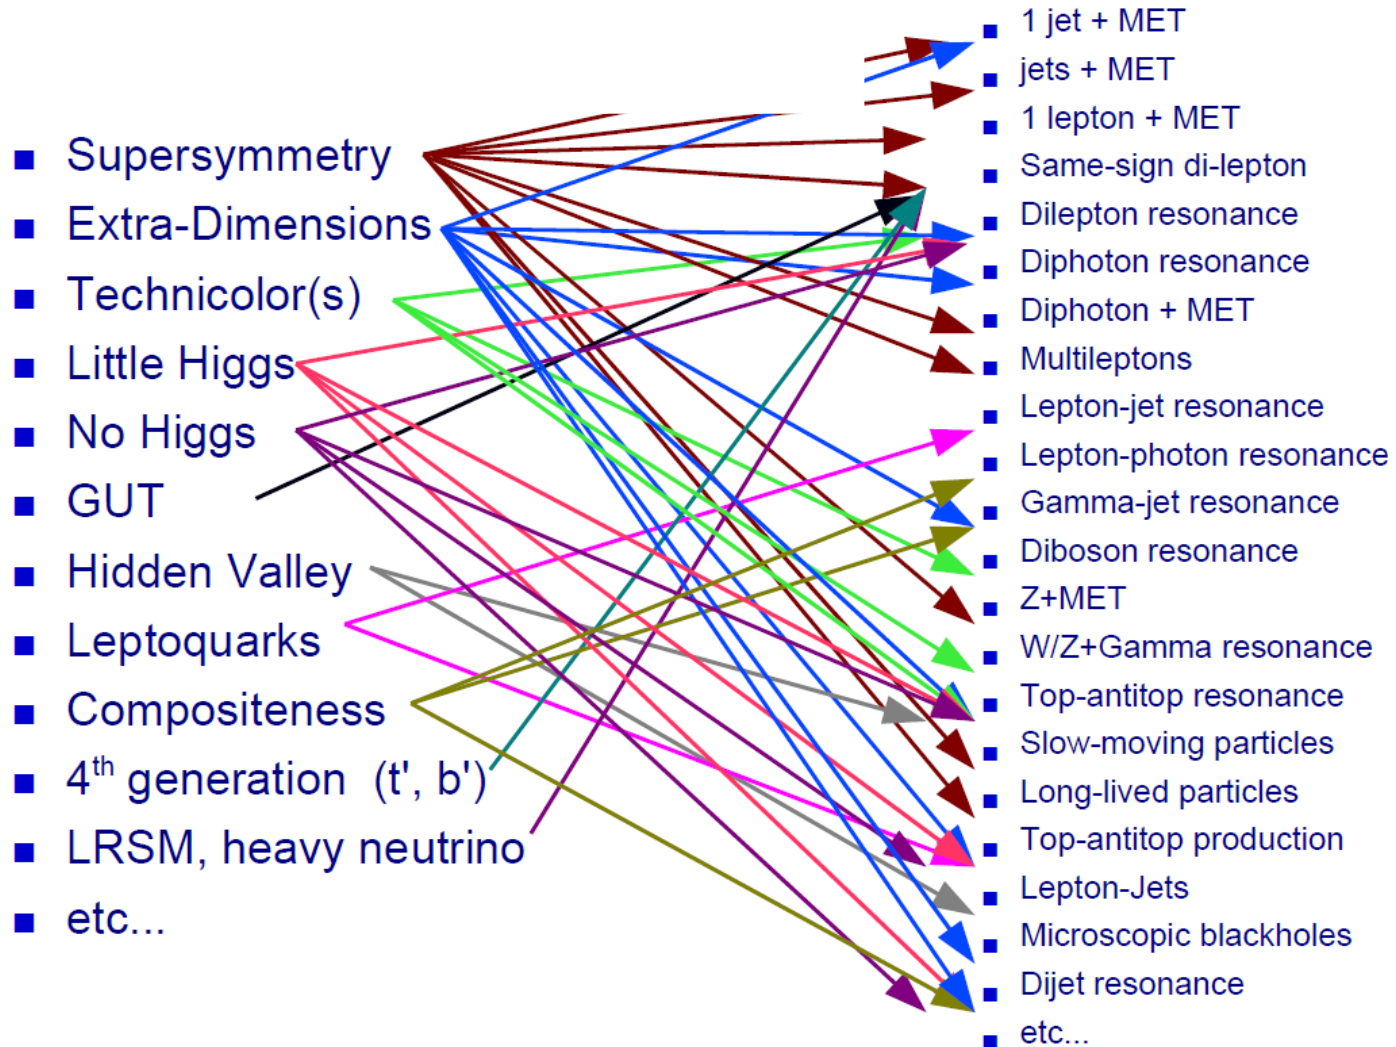 Supersymmetry
Extra-Dimensions
Technicolor(s)
Little Higgs
No Higgs
GUT
Hidden Valley
Leptoquarks
Compositeness
4th generation (t', b')
LRSM, heavy neutrino
etc...
1 jet + MET
jets + MET
1 lepton + MET
Same-sign di-lepton
Dilepton resonance
Diphoton resonance
Diphoton + MET
Multileptons
Lepton-jet resonance
Lepton-photon resonance
Gamma-jet resonance
Diboson resonance
Z+MET
W/Z+Gamma resonance
Top-antitop resonance
Slow-moving particles
Long-lived particles
Top-antitop production
Lepton-Jets
Microscopic blackholes
Dijet resonance
etc...